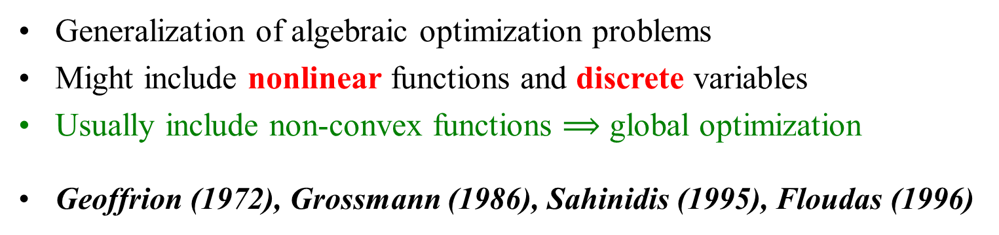 • Generalization of algebraic optimization problems
• Might include nonlinear functions and discrete variables
• Usually include non-convex functions ⟹ global optimization
• Geoffrion (1972), Grossmann (1986), Sahinidis (1995), Floudas (1996)